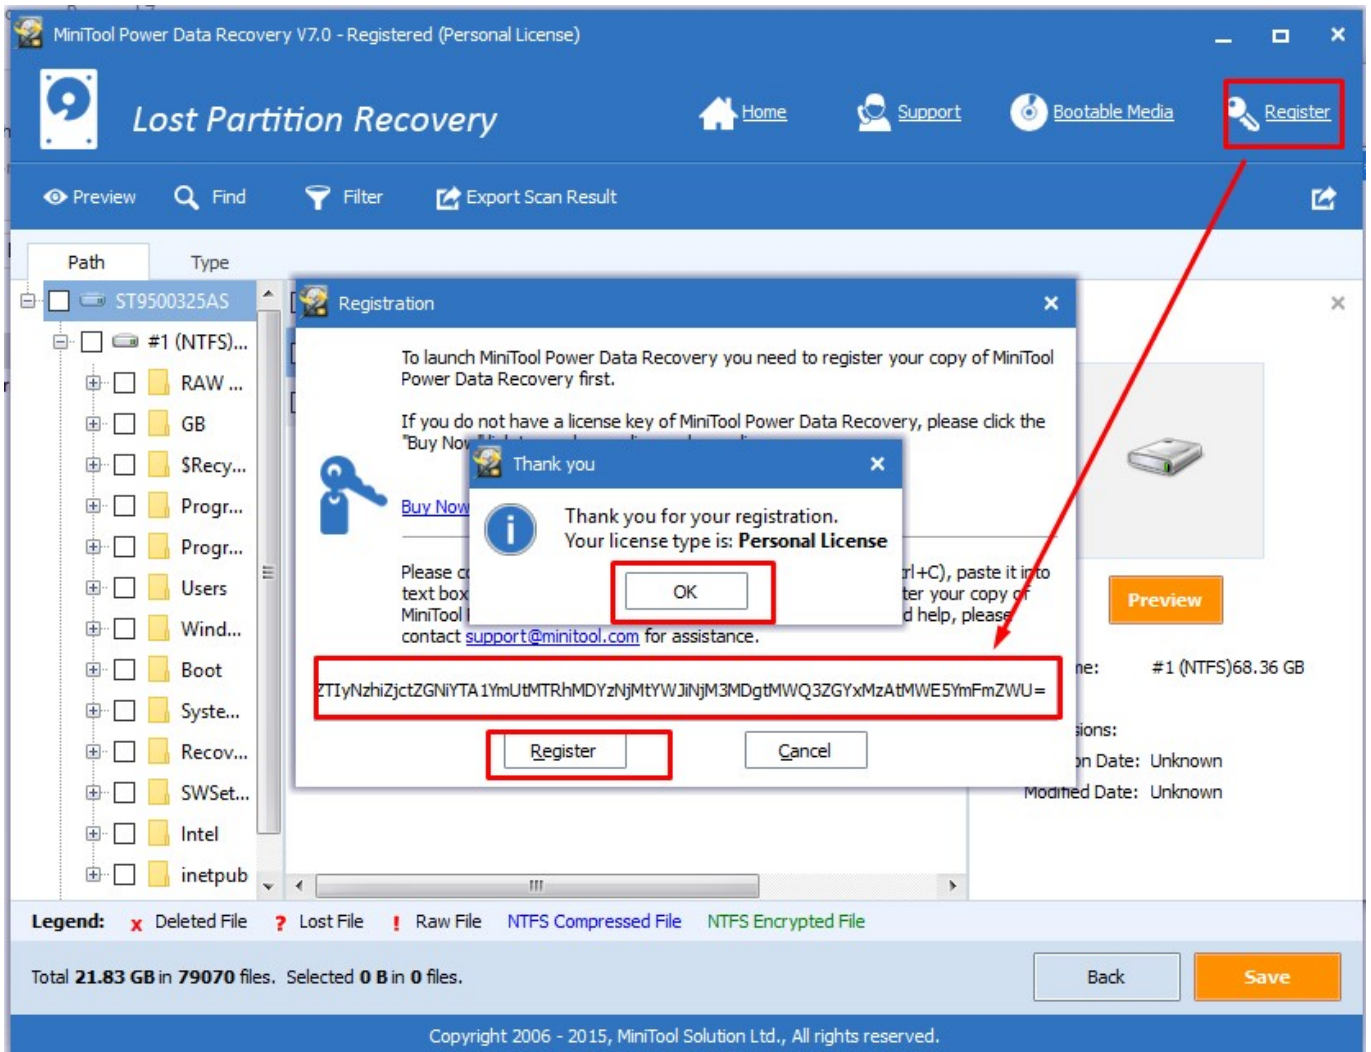 MiniTool Power Data Recovery V7.0 - Registered (Personal License)
Lost Partition Recovery
Home
Support
Bootable Media
Register
Preview
Find
Filter
Export Scan Result
Path
Type
ST9500325AS
#1 (NTFS)...
RAW ...
GB
$Recy...
Progr...
Progr...
Users
Wind...
Boot
Syste...
Recov...
SWSet...
Intel
inetpub
Registration
To launch MiniTool Power Data Recovery you need to register your copy of MiniTool
Power Data Recovery first.
If you do not have a license key of MiniTool Power Data Recovery, please click the
"Buy Now"
Buy Now
Thank you
Thank you for your registration.
Your license type is: Personal License
OK
Please
text box
MiniTool
contact support@minitool.com for assistance.
paste it into
your copy of
help, please
ZTIyNzhiZjctZGNiYTA1YmUtMTRhMDYzNjMtYWJiNjM3MDgtMWQ3ZGYxMzAtMWE5YmFmZWU=
Register
Cancel
Preview
#1 (NTFS)68.36 GB
Date: Unknown
Modified Date: Unknown
Legend: x Deleted File ? Lost File ! Raw File NTFS Compressed File NTFS Encrypted File
Total 21.83 GB in 79070 files. Selected 0 B in 0 files.
Back
Save
Copyright 2006 - 2015, MiniTool Solution Ltd., All rights reserved.